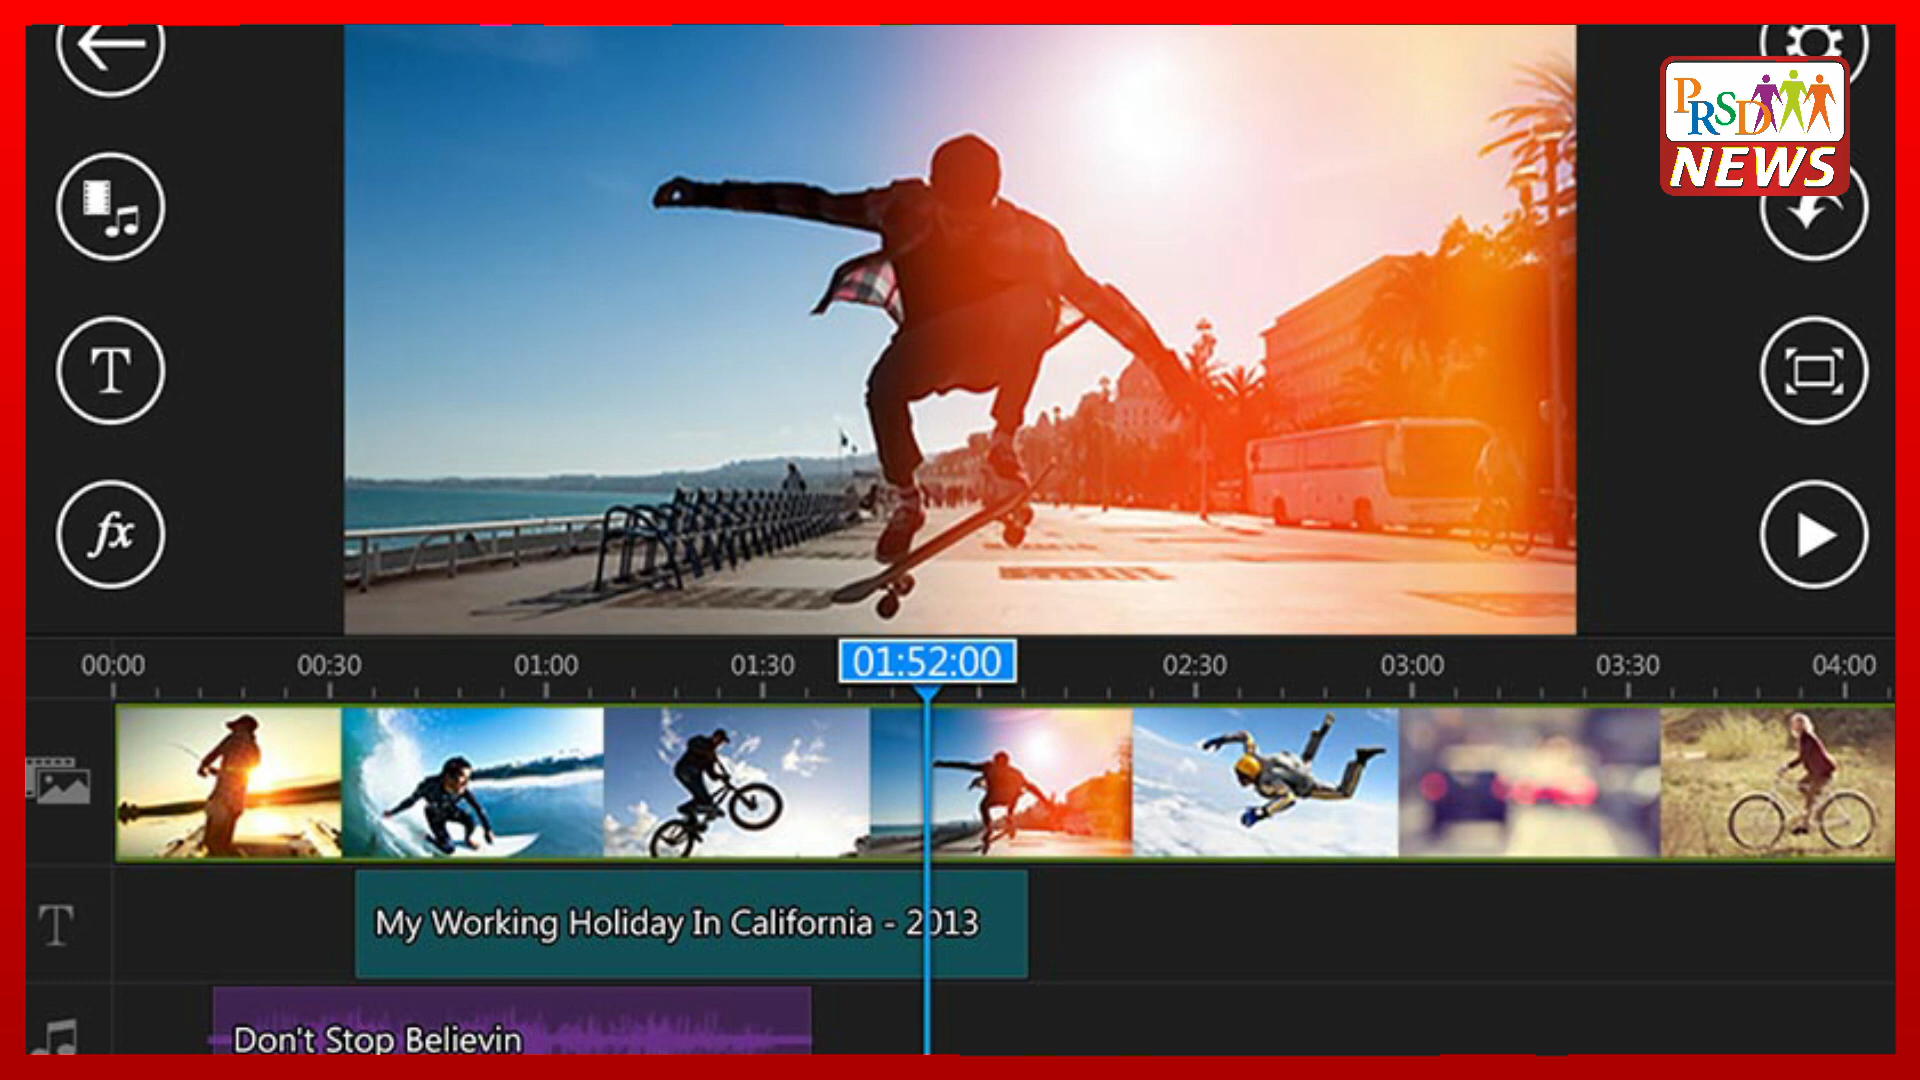 PRSD
NEWS
T
fx
00:00
00:30
01:00
01:30
01:52:00
02:30
03:00
03:30
04:00
T
My Working Holiday In California - 2013
Don't Stop Believin